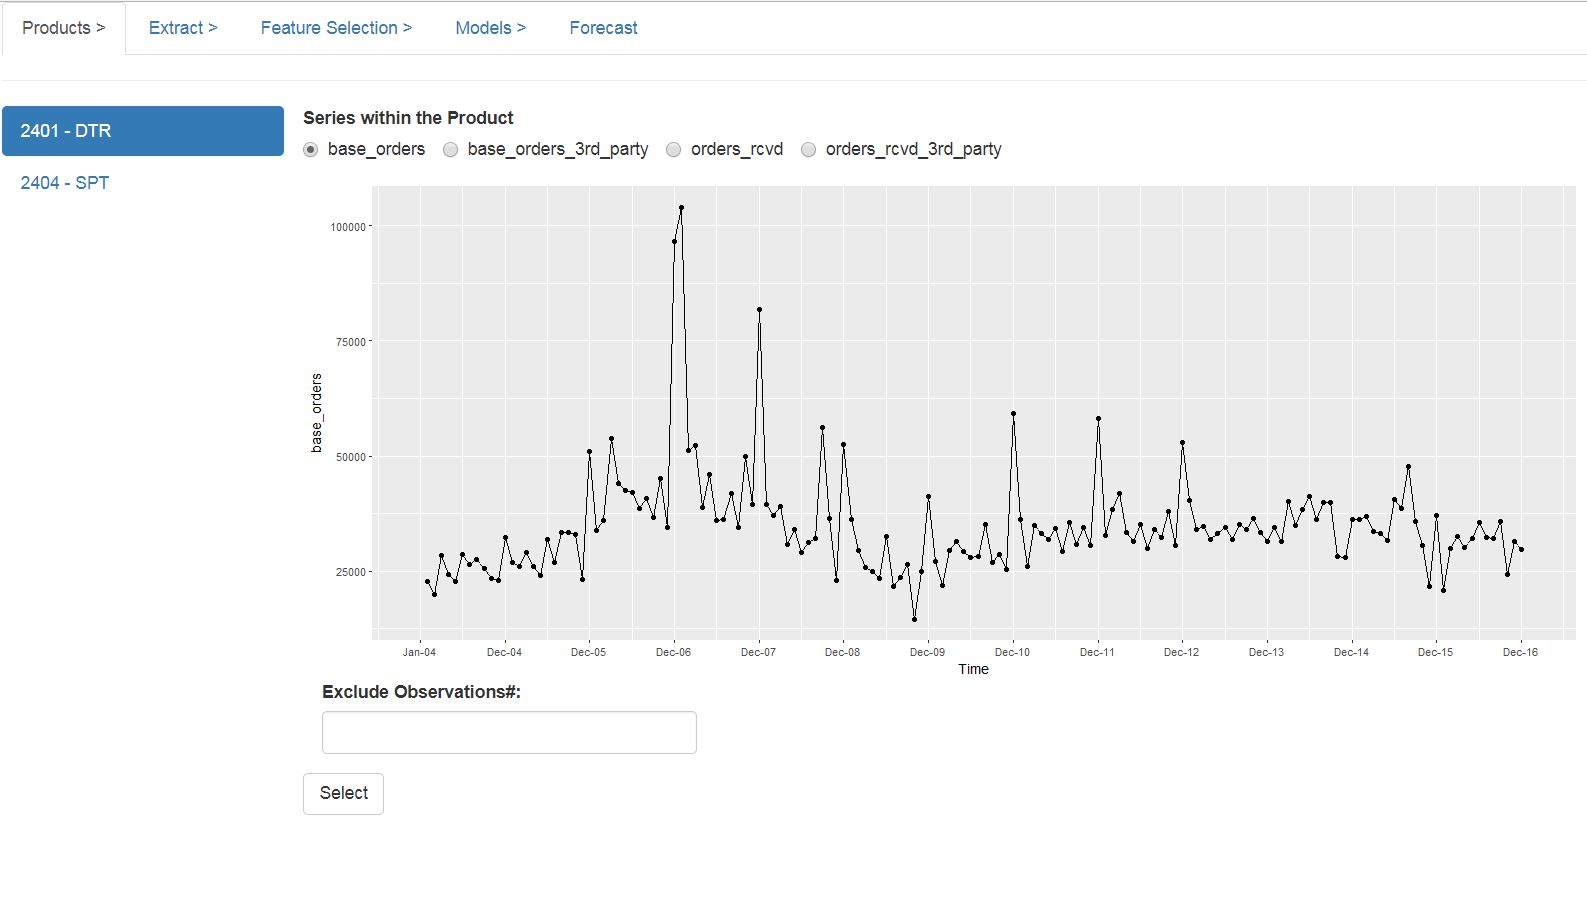 Products > Extract > Feature Selection > Models > Forecast
2401 - DTR
2404 - SPT
Series within the Product
base_orders base_orders_3rd_party orders_rcvd orders_rcvd_3rd_party
100000
75000
50000
25000
base_orders
Jan-04 Dec-04 Dec-05 Dec-06 Dec-07 Dec-08 Dec-09 Dec-10 Dec-11 Dec-12 Dec-13 Dec-14 Dec-15 Dec-16
Time
Exclude Observations#:
Select